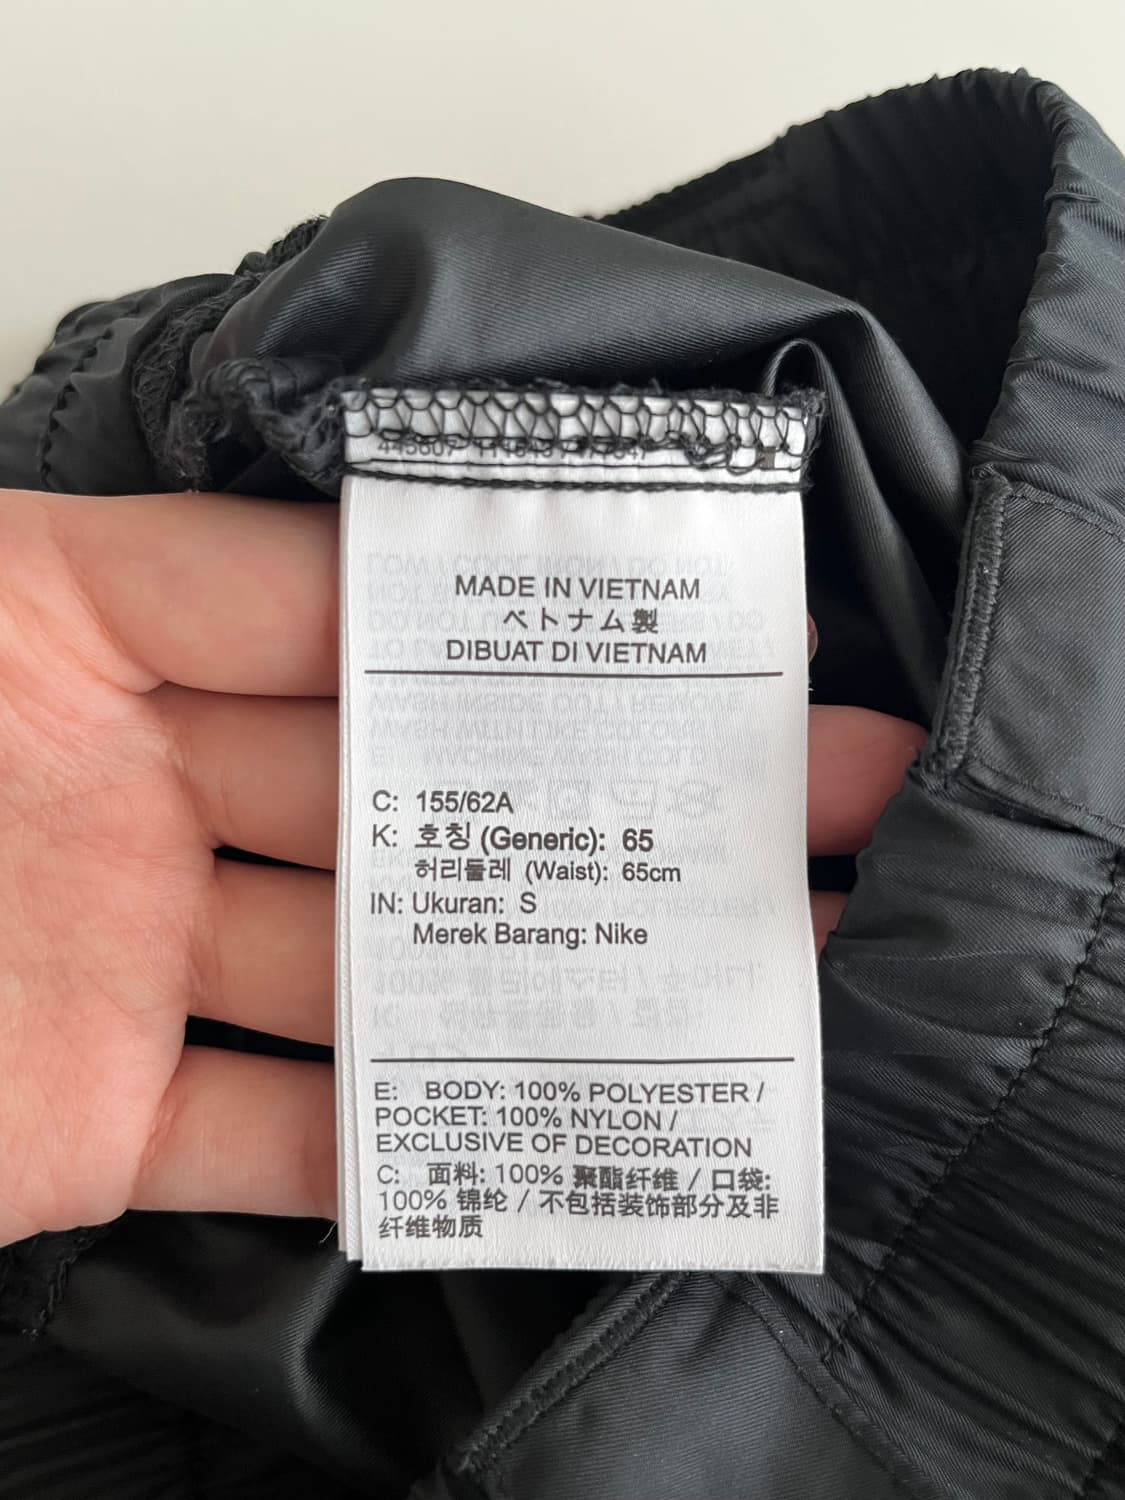 MADE IN VIETNAM
ベトナム製
DIBUAT DI VIETNAM
C: 155/62A
K: 호칭 (Generic): 65
허리둘레 (Waist): 65cm
IN: Ukuran: S
Merek Barang: Nike
E: BODY: 100% POLYESTER /
POCKET: 100% NYLON /
EXCLUSIVE OF DECORATION
C: 面料: 100% 聚酯纤维 / 口袋:
100% 锦纶 / 不包括装饰部分及非
纤维物质